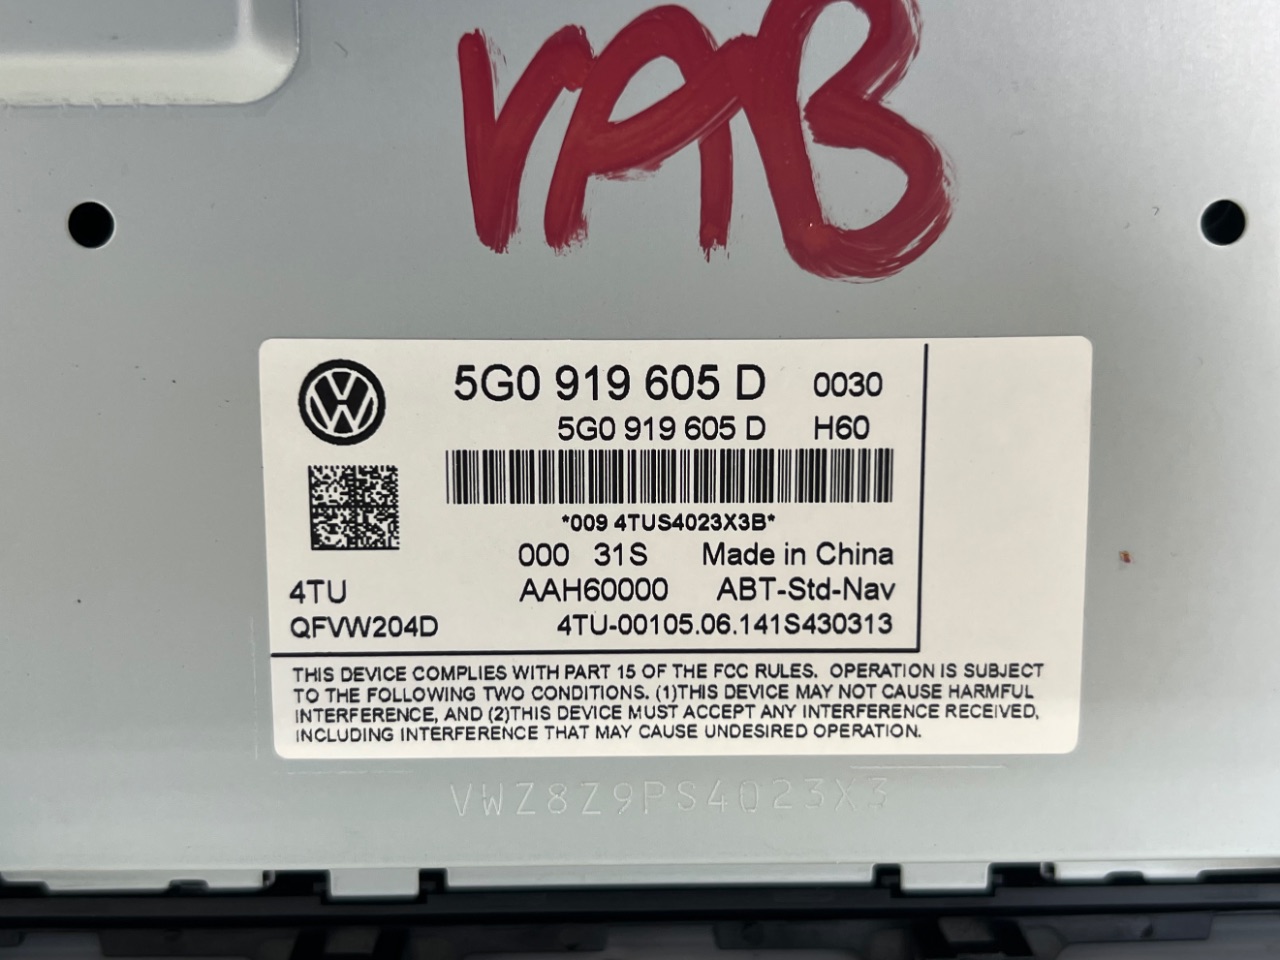 VAB
5G0 919 605 D 0030
5G0 919 605 D H60
*009 4TUS4023X3B*
000 31S Made in China
4TU AAH60000 ABT-Std-Nav
QFVW204D 4TU-00105.06.141S430313
THIS DEVICE COMPLIES WITH PART 15 OF THE FCC RULES. OPERATION IS SUBJECT
TO THE FOLLOWING TWO CONDITIONS. (1)THIS DEVICE MAY NOT CAUSE HARMFUL
INTERFERENCE, AND (2)THIS DEVICE MUST ACCEPT ANY INTERFERENCE RECEIVED,
INCLUDING INTERFERENCE THAT MAY CAUSE UNDESIRED OPERATION.
VWZ8Z9PS4023X3